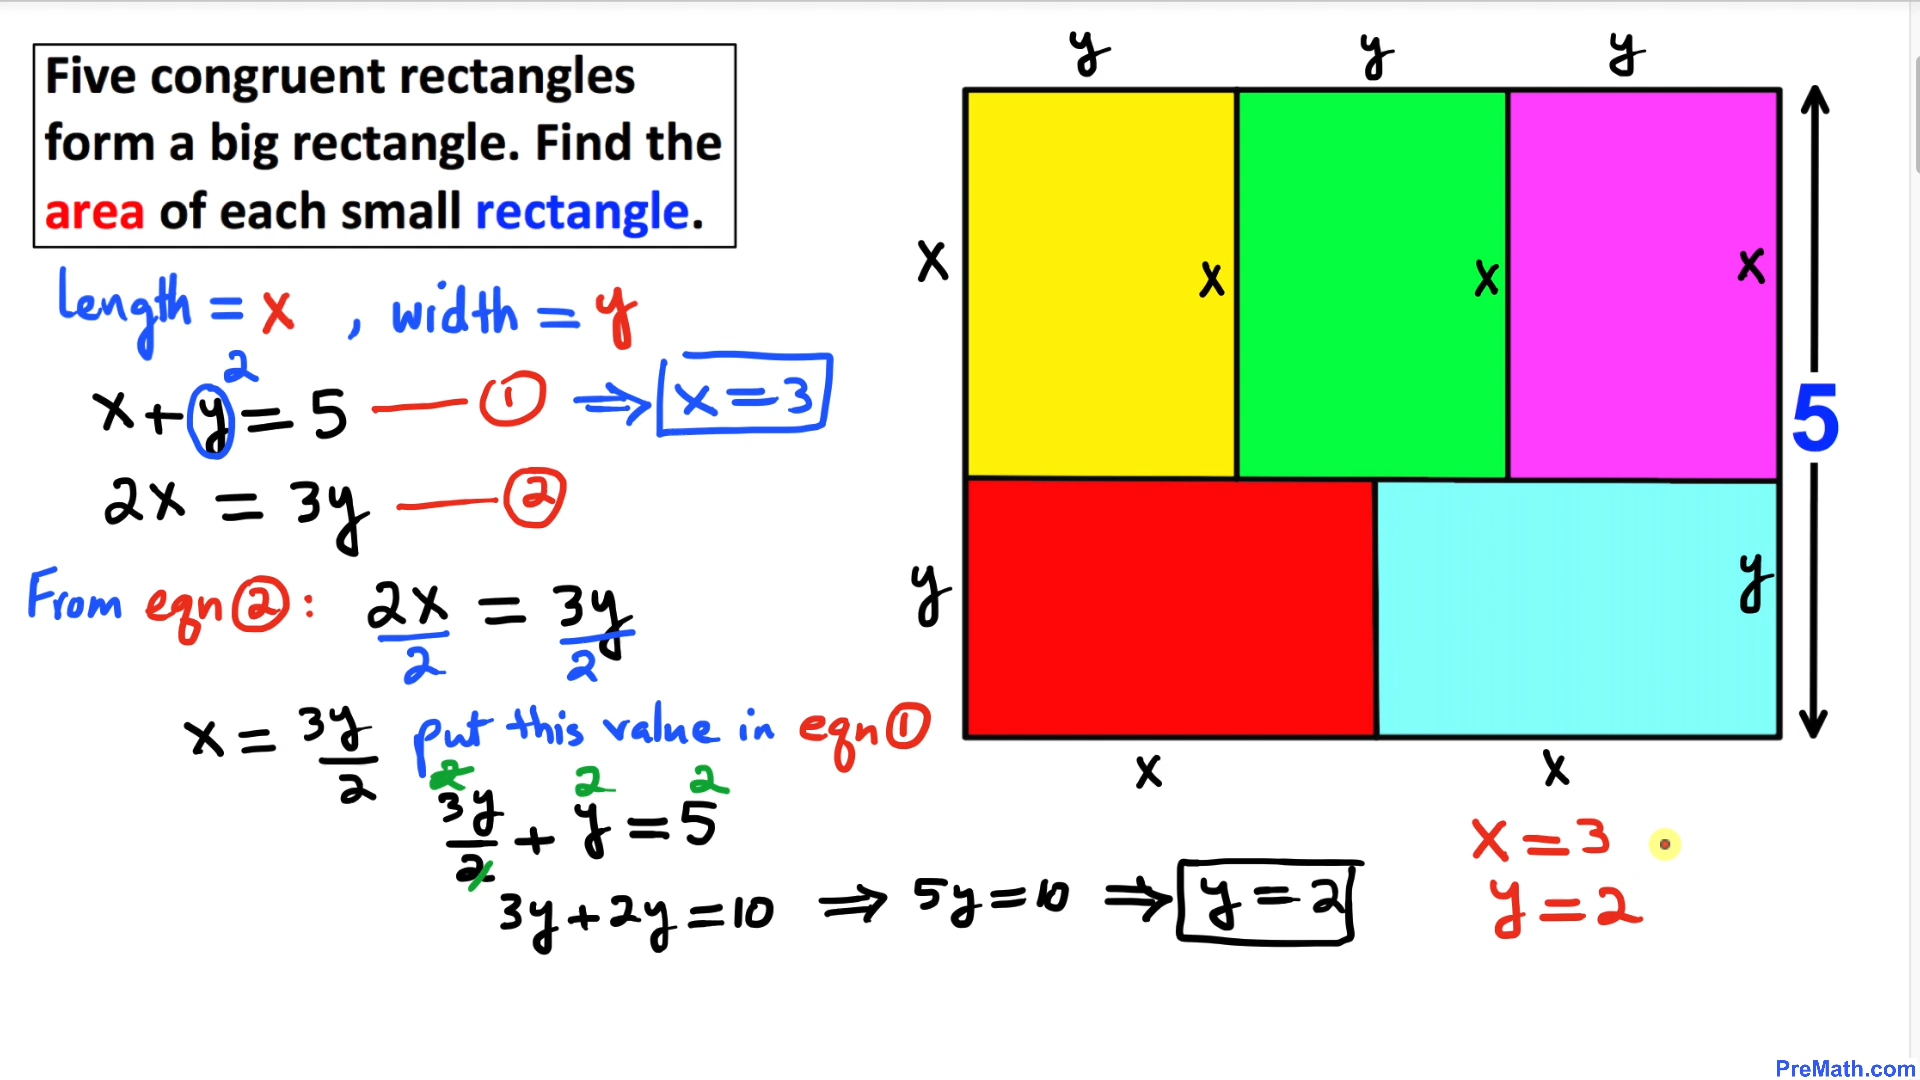 Five congruent rectangles
form a big rectangle. Find the
area of each small rectangle.
length = x , width = y
2
x + y = 5 — ① ⇒ x = 3
2x = 3y — ②
From eqn ②: 2x/2 = 3y/2
x = 3y/2 put this value in eqn ①
2 2 2
3y/2 + y = 5
3y + 2y = 10 ⇒ 5y = 10 ⇒ y = 2
y y y
x x x x
5
y y
x x
x = 3
y = 2
PreMath.com